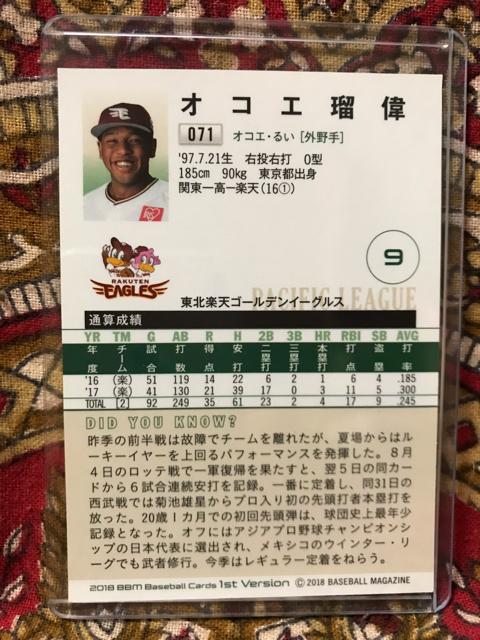 オコエ 瑠偉
071 オコエ・るい [外野手]
'97.7.21生 右投右打 O型
185cm 90kg 東京都出身
関東一高ー楽天(16①)
9
RAKUTEN
EAGLES
PACIFIC LEAGUE
東北楽天ゴールデンイーグルス
通算成績
YR TM G AB R H 2B 3B HR RBI SB AVG
年度 チーム 試合 打数 得点 安打 二塁打 三塁打 本塁打 打点 盗塁 打率
'16 (楽) 51 119 14 22 6 2 1 6 4 .185
'17 (楽) 41 130 21 39 17 0 3 11 5 .300
TOTAL [2] 92 249 35 61 23 2 4 17 9 .245
DID YOU KNOW?
昨季の前半戦は故障でチームを離れたが、夏場からはル
ーキーイヤーを上回るパフォーマンスを発揮した。8月
4日のロッテ戦で一軍復帰を果たすと、翌5日の同カー
ドから6試合連続安打を記録。一番に定着し、同31日の
西武戦では菊池雄星からプロ入り初の先頭打者本塁打を
放った。20歳1カ月での初回先頭弾は、球団史上最年少
記録となった。オフにはアジアプロ野球チャンピオンシ
ップの日本代表に選出され、メキシコのウインター・リ
ーグでも武者修行。今季はレギュラー定着をねらう。
2018 BBM Baseball Cards 1st Version ©2018 BASEBALL MAGAZINE